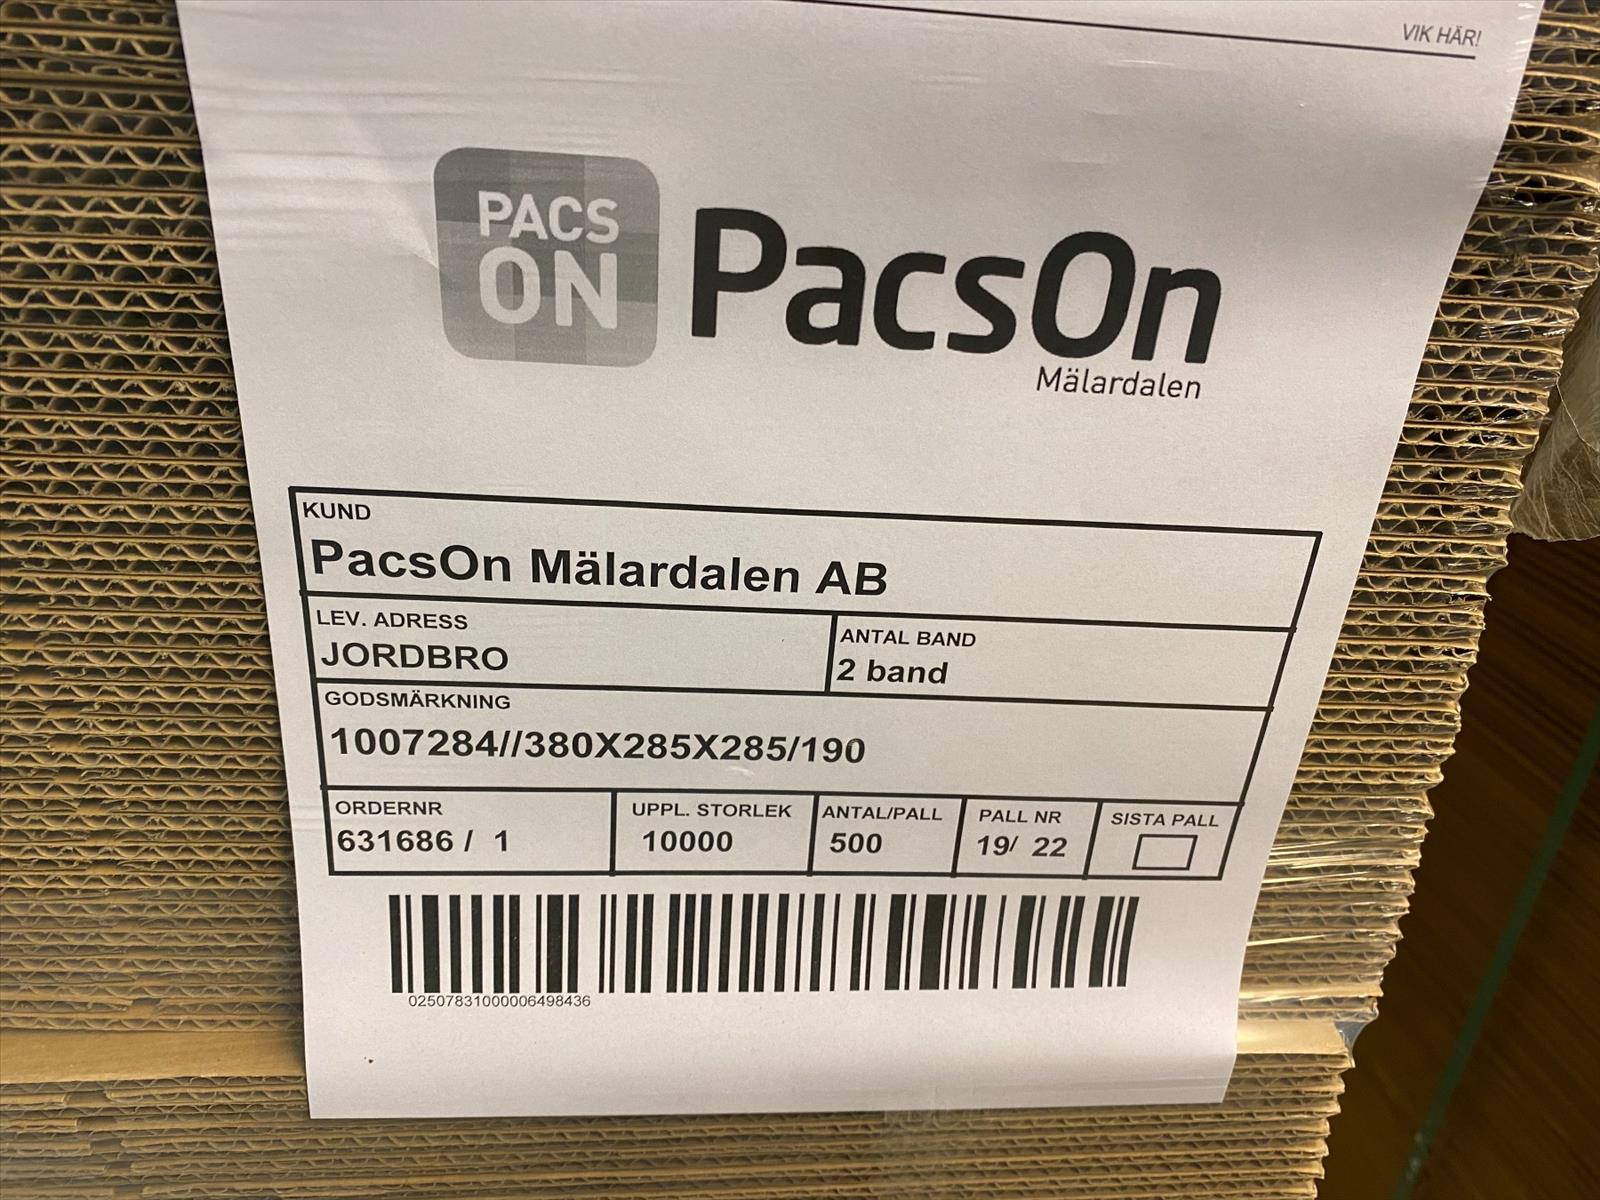 VIK HÄR!
PACS
ON
PacsOn
Mälardalen
KUND
PacsOn Mälardalen AB
LEV. ADRESS
JORDBRO
ANTAL BAND
2 band
GODSMÄRKNING
1007284//380X285X285/190
ORDERNR
631686 / 1
UPPL. STORLEK
10000
ANTAL/PALL
500
PALL NR
19/ 22
SISTA PALL
02507831000006498436